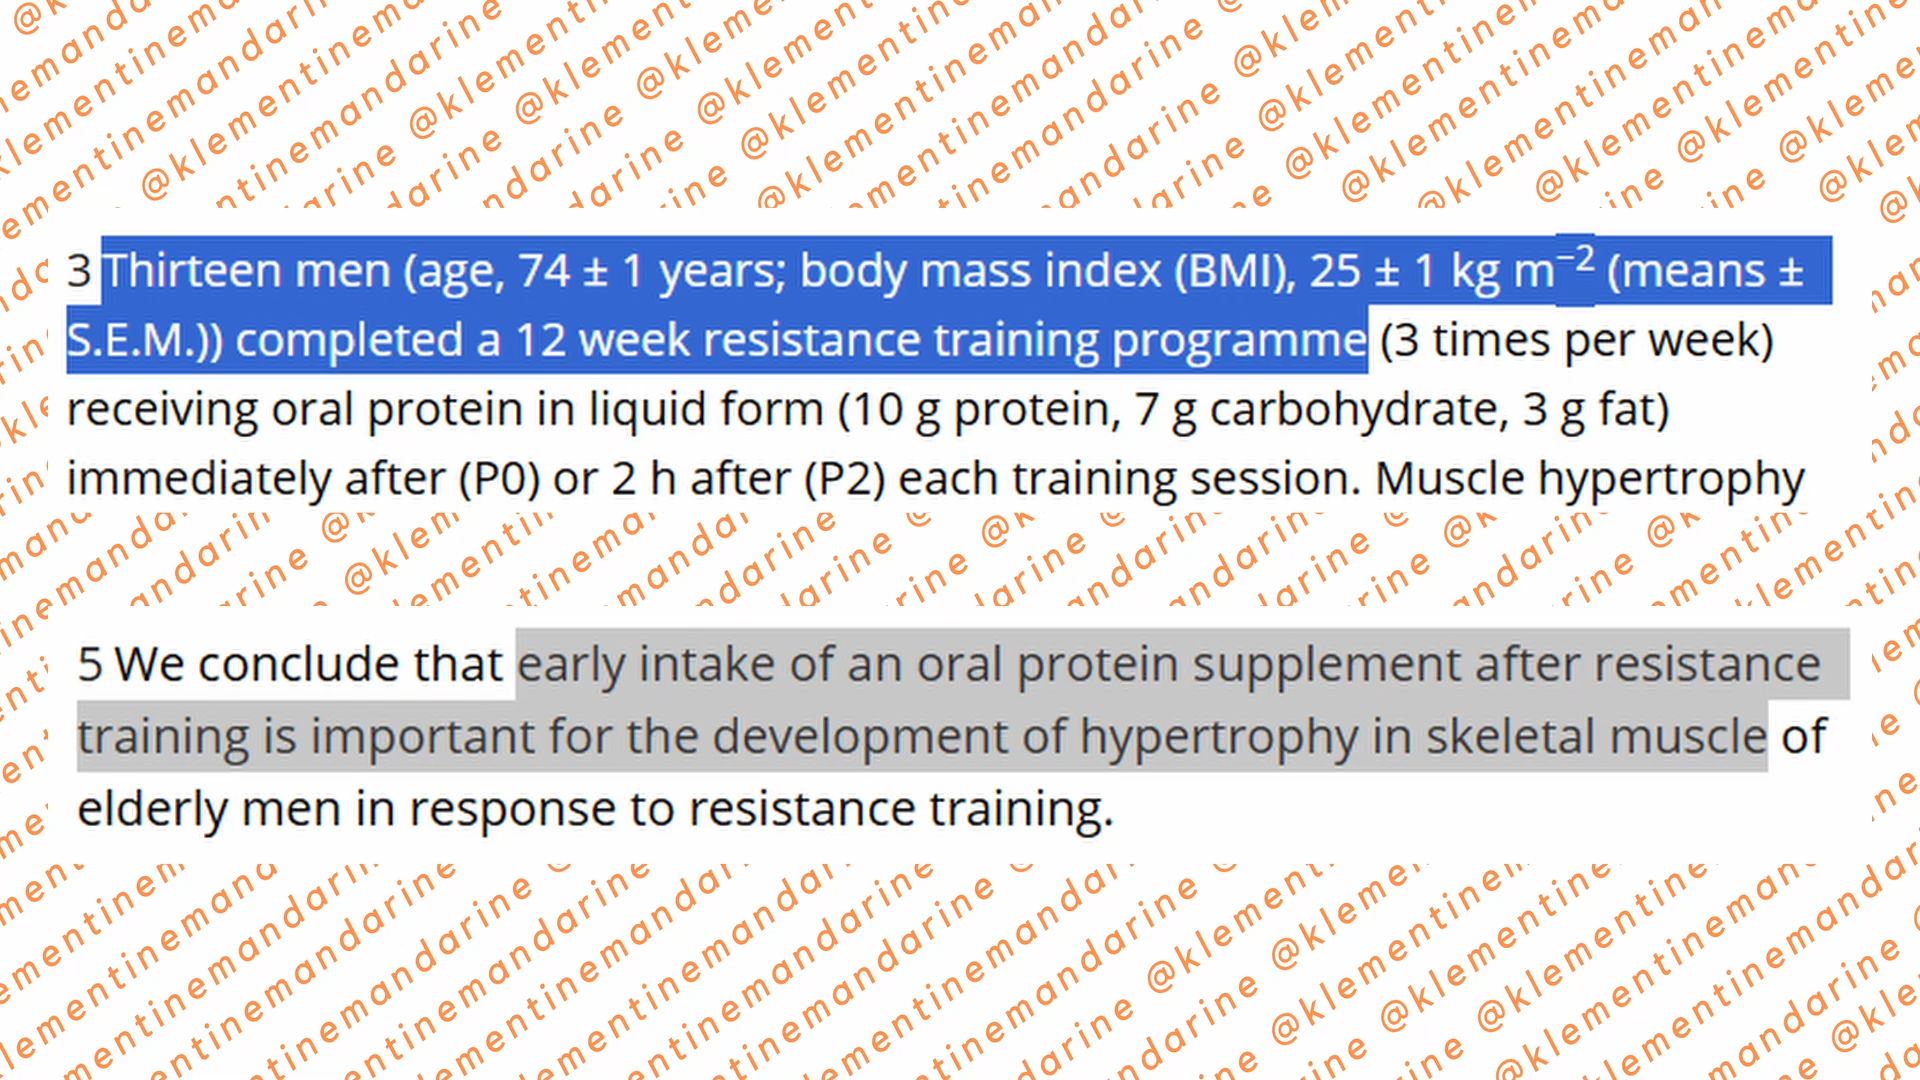 3 Thirteen men (age, 74 ± 1 years; body mass index (BMI), 25 ± 1 kg m⁻² (means ±
S.E.M.)) completed a 12 week resistance training programme (3 times per week)
receiving oral protein in liquid form (10 g protein, 7 g carbohydrate, 3 g fat)
immediately after (P0) or 2 h after (P2) each training session. Muscle hypertrophy
5 We conclude that early intake of an oral protein supplement after resistance
training is important for the development of hypertrophy in skeletal muscle of
elderly men in response to resistance training.
@klementinemandarine